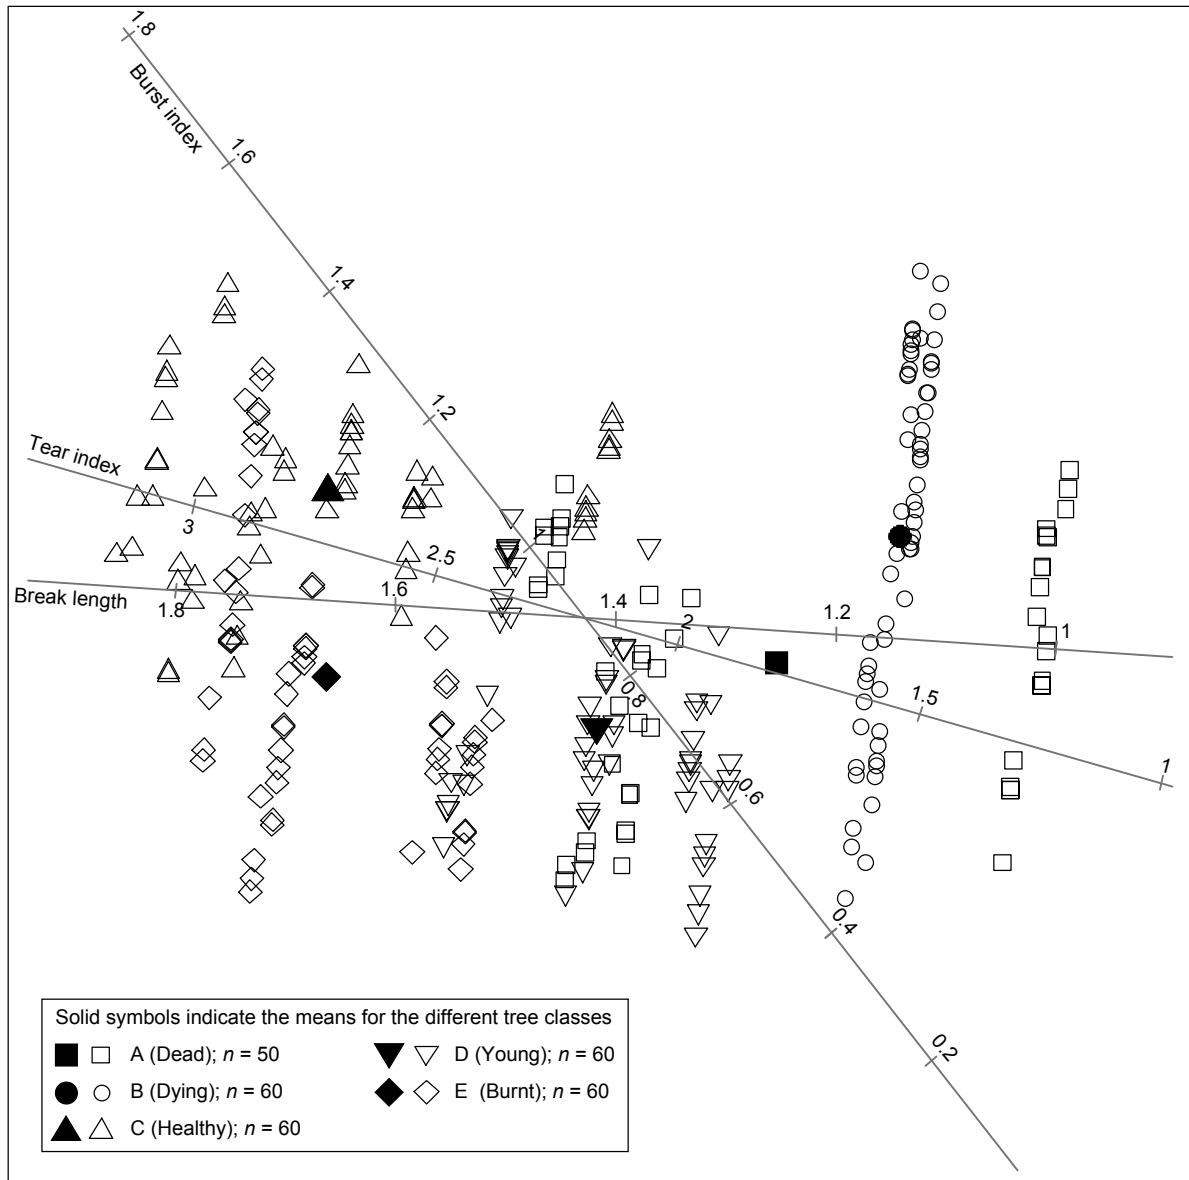 1.8
Burst index
1.6
1.4
1.2
Tear index
3
2.5
1
Break length
1.8
1.6
1.4
2
1.2
1
0.8
1.5
0.6
1
0.4
0.2
Solid symbols indicate the means for the different tree classes
A (Dead); n = 50
D (Young); n = 60
B (Dying); n = 60
E (Burnt); n = 60
C (Healthy); n = 60